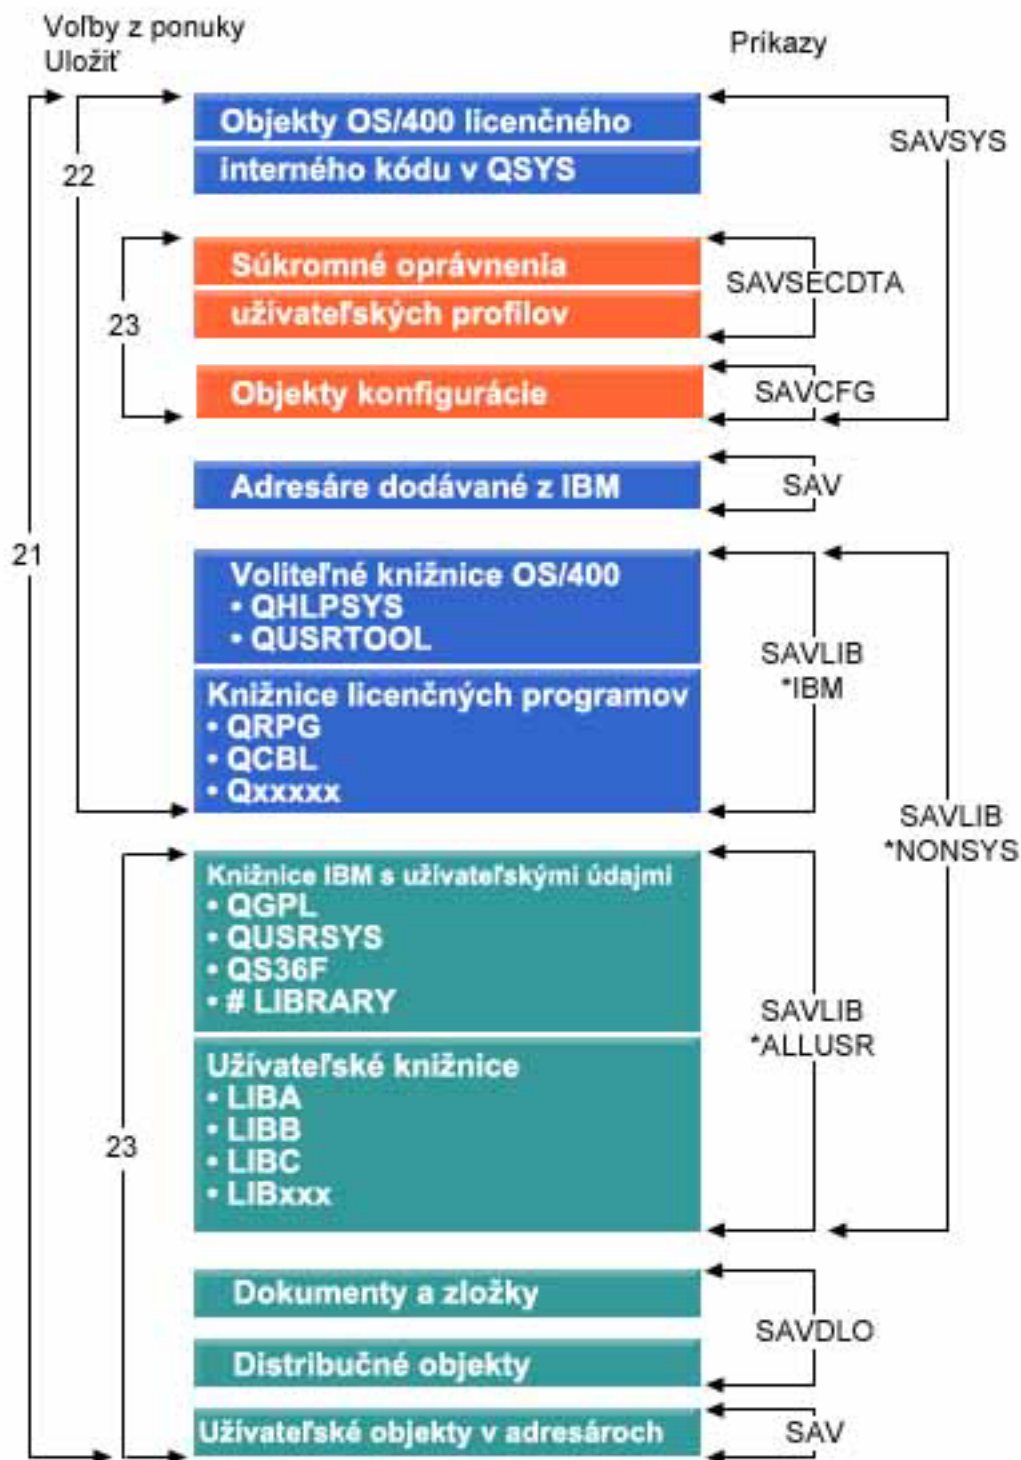 Voľby z ponuky
Uložiť
Príkazy
Objekty OS/400 licenčného
interného kódu v QSYS
SAVSYS
22
Súkromné oprávnenia
užívateľských profilov
SAVSECDTA
23
Objekty konfigurácie
SAVCFG
Adresáre dodávané z IBM
SAV
21
Voliteľné knižnice OS/400
• QHLPSYS
• QUSRTOOL
SAVLIB
*IBM
Knižnice licenčných programov
• QRPG
• QCBL
• Qxxxxx
SAVLIB
*NONSYS
Knižnice IBM s užívateľskými údajmi
• QGPL
• QUSRSYS
• QS36F
• # LIBRARY
SAVLIB
*ALLUSR
Užívateľské knižnice
• LIBA
• LIBB
• LIBC
• LIBxxx
23
Dokumenty a zložky
SAVDLO
Distribučné objekty
Užívateľské objekty v adresároch
SAV